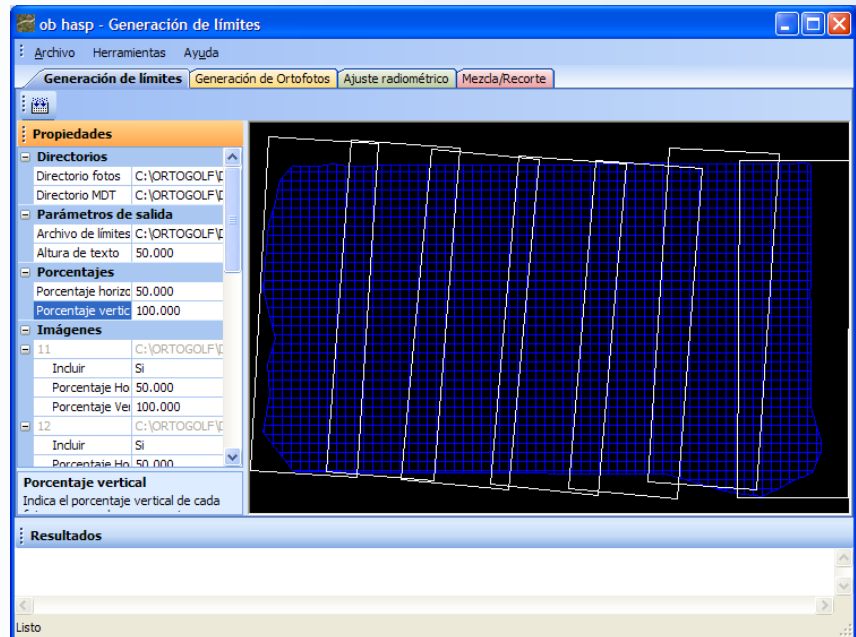 ob hasp - Generación de límites
Archivo Herramientas Ayuda
Generación de límites Generación de Ortofotos Ajuste radiométrico Mezcla/Recorte
Propiedades
Directorios
Directorio fotos C:\ORTOGOLF\D
Directorio MDT C:\ORTOGOLF\D
Parámetros de salida
Archivo de límites C:\ORTOGOLF\D
Altura de texto 50.000
Porcentajes
Porcentaje horizc 50.000
Porcentaje vertic 100.000
Imágenes
11 C:\ORTOGOLF\D
Incluir Si
Porcentaje Ho 50.000
Porcentaje Ver 100.000
12 C:\ORTOGOLF\D
Incluir Si
Porcentaje Ho 50.000
Porcentaje vertical
Indica el porcentaje vertical de cada
Resultados
Listo